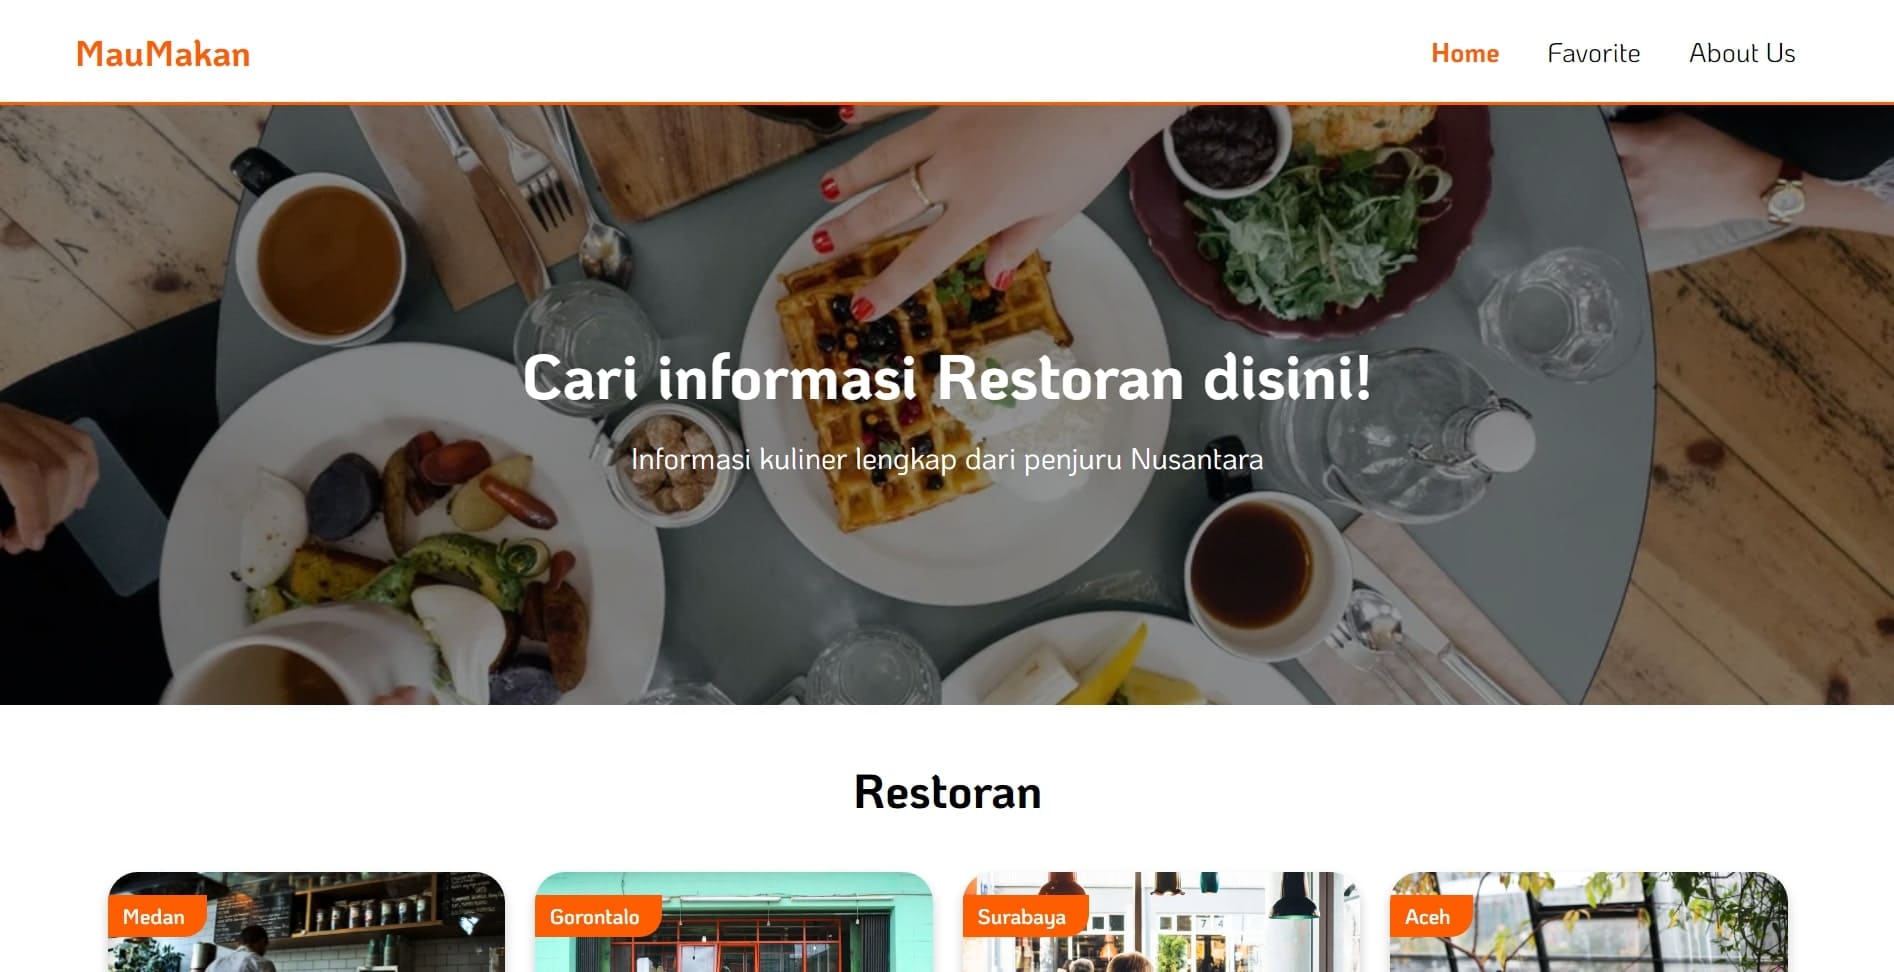 MauMakan
Home Favorite About Us
Cari informasi Restoran disini!
Informasi kuliner lengkap dari penjuru Nusantara
Restoran
Medan
Gorontalo
Surabaya
Aceh